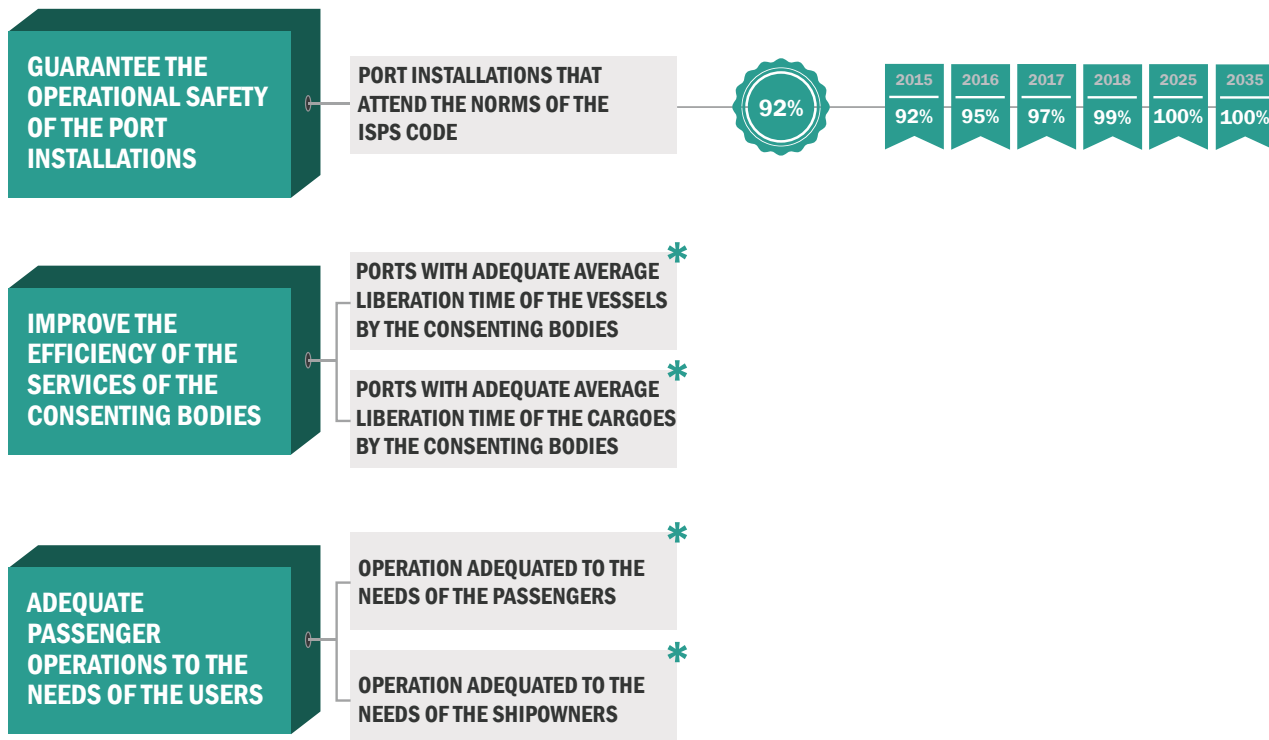 GUARANTEE THE
OPERATIONAL SAFETY
OF THE PORT
INSTALLATIONS
PORT INSTALLATIONS THAT
ATTEND THE NORMS OF THE
ISPS CODE
92%
2015 2016 2017 2018 2025 2035
92% 95% 97% 99% 100% 100%
IMPROVE THE
EFFICIENCY OF THE
SERVICES OF THE
CONSENTING BODIES
PORTS WITH ADEQUATE AVERAGE *
LIBERATION TIME OF THE VESSELS
BY THE CONSENTING BODIES
PORTS WITH ADEQUATE AVERAGE *
LIBERATION TIME OF THE CARGOES
BY THE CONSENTING BODIES
ADEQUATE
PASSENGER
OPERATIONS TO THE
NEEDS OF THE USERS
OPERATION ADEQUATED TO THE *
NEEDS OF THE PASSENGERS
OPERATION ADEQUATED TO THE *
NEEDS OF THE SHIPOWNERS